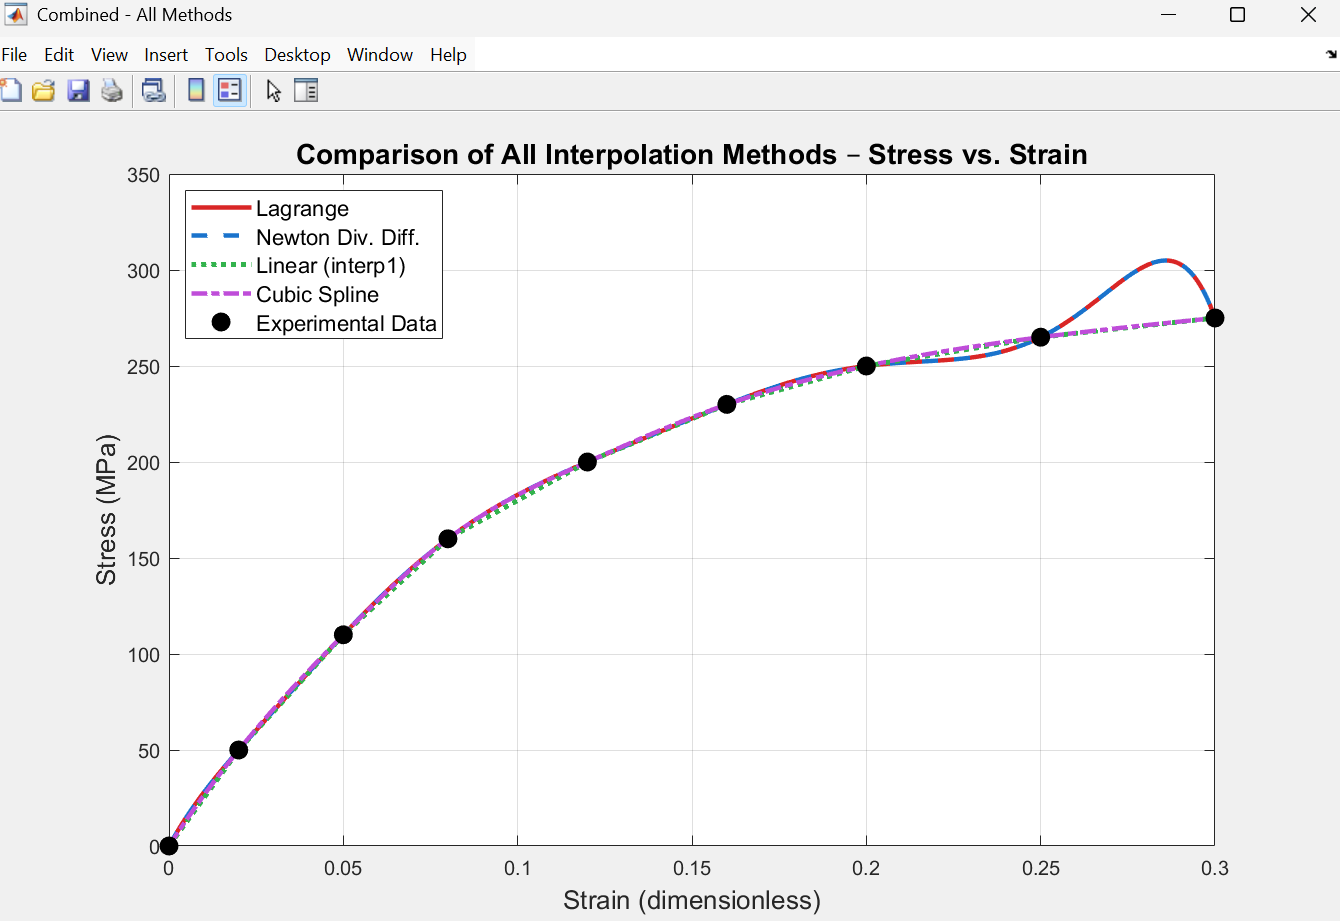 Combined - All Methods
File Edit View Insert Tools Desktop Window Help
Comparison of All Interpolation Methods – Stress vs. Strain
350
300
250
200
150
100
50
0
Stress (MPa)
Lagrange
Newton Div. Diff.
Linear (interp1)
Cubic Spline
Experimental Data
0 0.05 0.1 0.15 0.2 0.25 0.3
Strain (dimensionless)